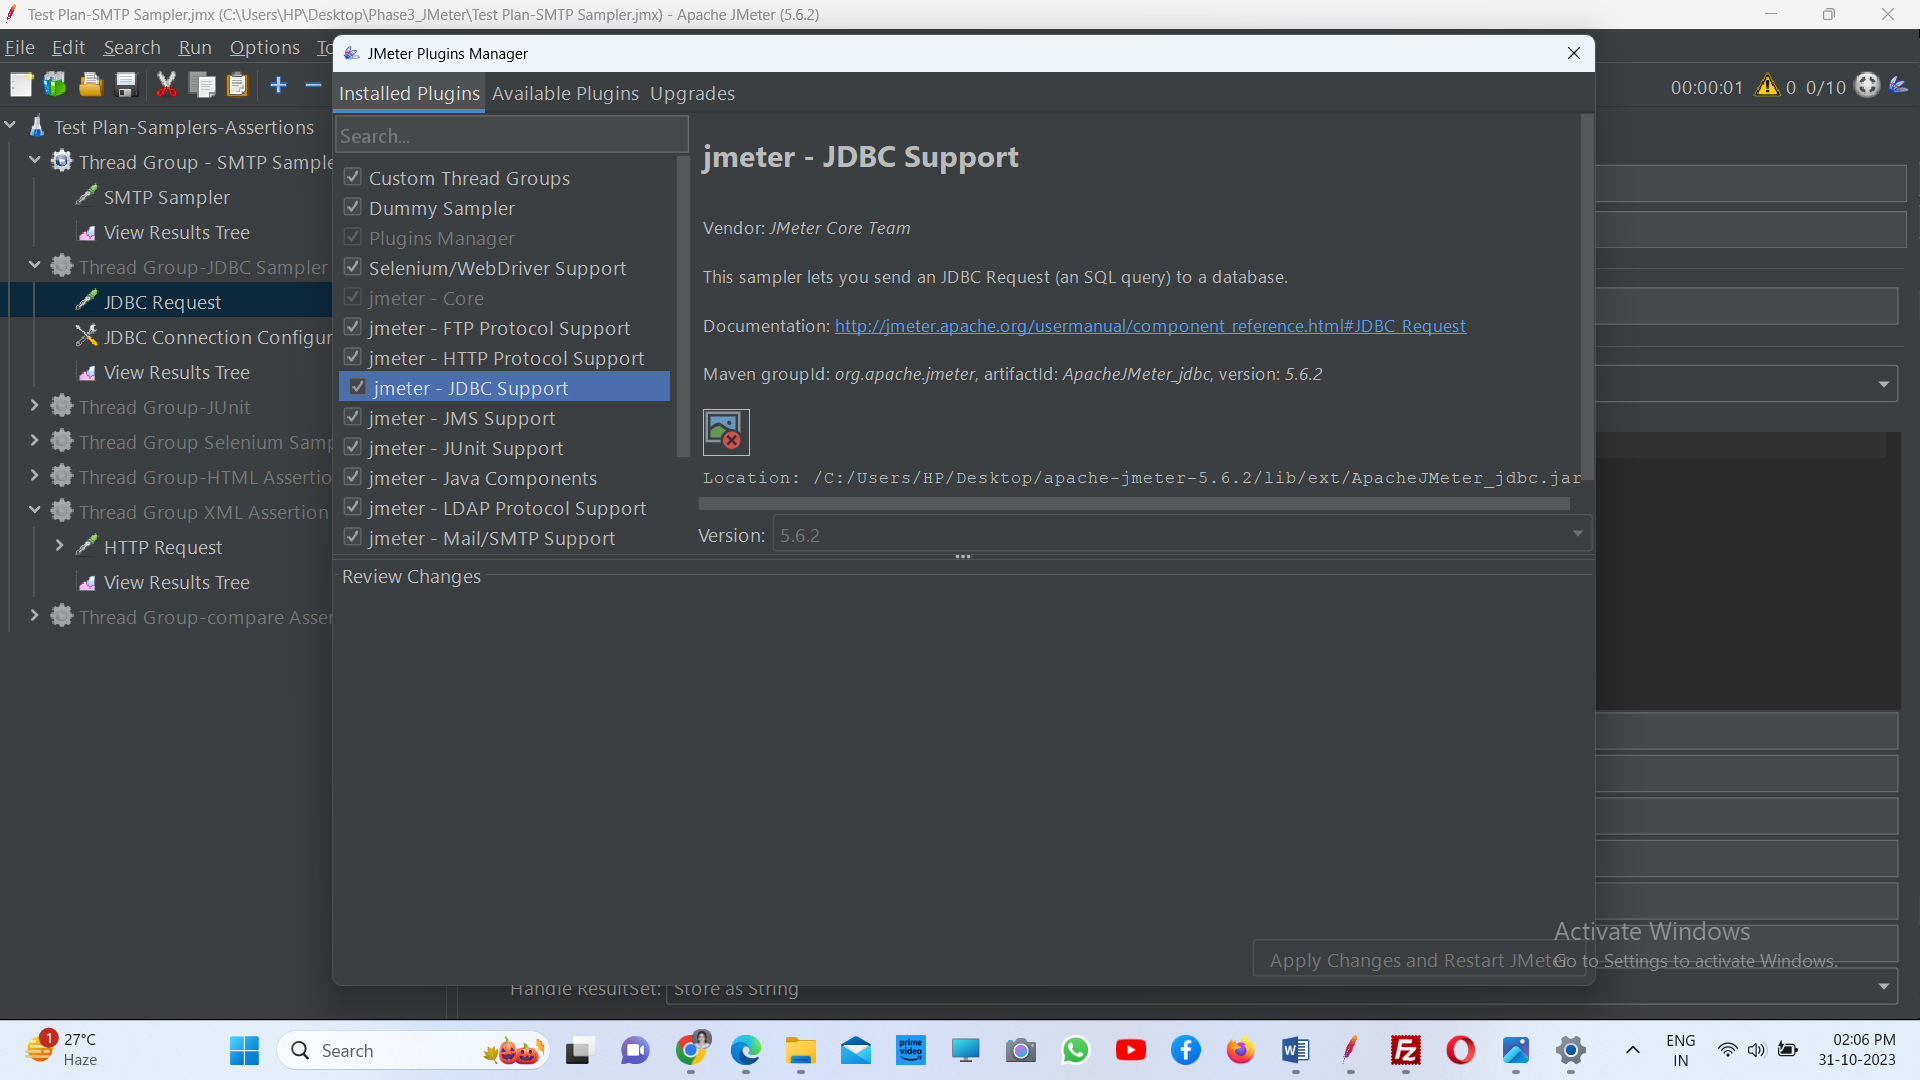 Test Plan-SMTP Sampler.jmx (C:\Users\HP\Desktop\Phase3_JMeter\Test Plan-SMTP Sampler.jmx) - Apache JMeter (5.6.2)
File Edit Search Run Options
JMeter Plugins Manager
Installed Plugins Available Plugins Upgrades
00:00:01 0 0/10
Test Plan-Samplers-Assertions
Thread Group - SMTP Sample
SMTP Sampler
View Results Tree
Thread Group-JDBC Sampler
JDBC Request
JDBC Connection Configur
View Results Tree
Thread Group-JUnit
Thread Group Selenium Samp
Thread Group-HTML Assertio
Thread Group XML Assertion
HTTP Request
View Results Tree
Thread Group-compare Asser
Search...
Custom Thread Groups
Dummy Sampler
Plugins Manager
Selenium/WebDriver Support
jmeter - Core
jmeter - FTP Protocol Support
jmeter - HTTP Protocol Support
jmeter - JDBC Support
jmeter - JMS Support
jmeter - JUnit Support
jmeter - Java Components
jmeter - LDAP Protocol Support
jmeter - Mail/SMTP Support
jmeter - JDBC Support
Vendor: JMeter Core Team
This sampler lets you send an JDBC Request (an SQL query) to a database.
Documentation: http://jmeter.apache.org/usermanual/component_reference.html#JDBC_Request
Maven groupId: org.apache.jmeter, artifactId: ApacheJMeter_jdbc, version: 5.6.2
Location: /C:/Users/HP/Desktop/apache-jmeter-5.6.2/lib/ext/ApacheJMeter_jdbc.jar
Version: 5.6.2
Review Changes
Apply Changes and Restart JMeter
Activate Windows
Go to Settings to activate Windows.
Handle ResultSet: Store as String
1
27°C
Haze
Search
prime video
ENG
IN
02:06 PM
31-10-2023